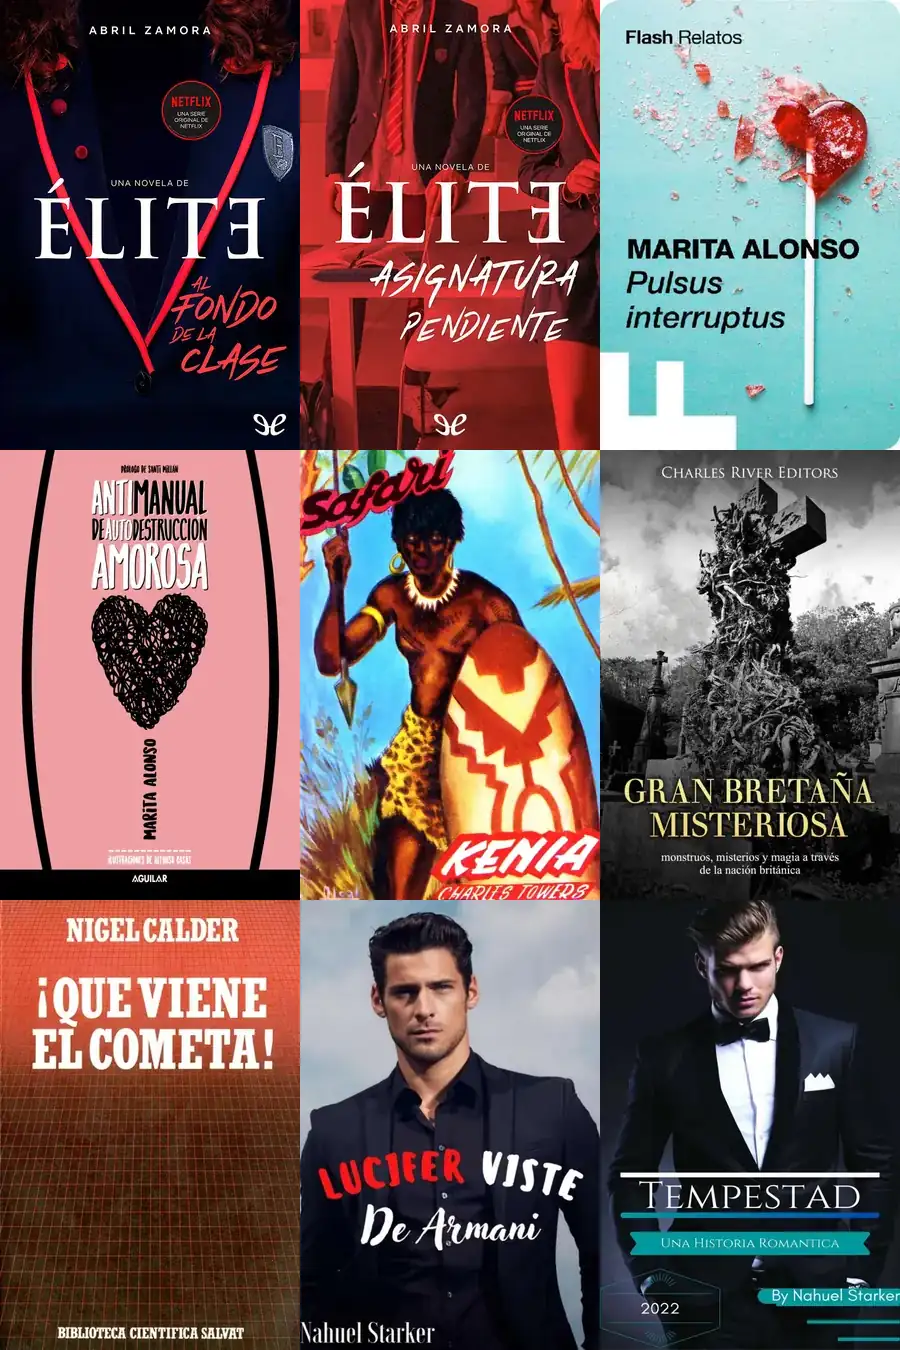 ABRIL ZAMORA
NETFLIX
UNA SERIE
ORIGINAL DE
NETFLIX
UNA NOVELA DE
ÉLITE
AL
FONDO
DE LA
CLASE
ABRIL ZAMORA
NETFLIX
UNA SERIE
ORIGINAL DE
NETFLIX
UNA NOVELA DE
ÉLITE
ASIGNATURA
PENDIENTE
Flash Relatos
MARITA ALONSO
Pulsus
interruptus
F
PRÓLOGO DE SANTI MILLÁN
ANTIMANUAL
DE AUTODESTRUCCIÓN
AMOROSA
MARITA ALONSO
ILUSTRACIONES DE ALFONSO CASAS
AGUILAR
Safari
KENIA
CHARLES TOWERS
CHARLES RIVER EDITORS
GRAN BRETAÑA
MISTERIOSA
monstruos, misterios y magia a través
de la nación británica
NIGEL CALDER
¡QUE VIENE
EL COMETA!
BIBLIOTECA CIENTIFICA SALVAT
LUCIFER VISTE
De Armani
Nahuel Starker
TEMPESTAD
UNA HISTORIA ROMANTICA
By Nahuel Starker
2022